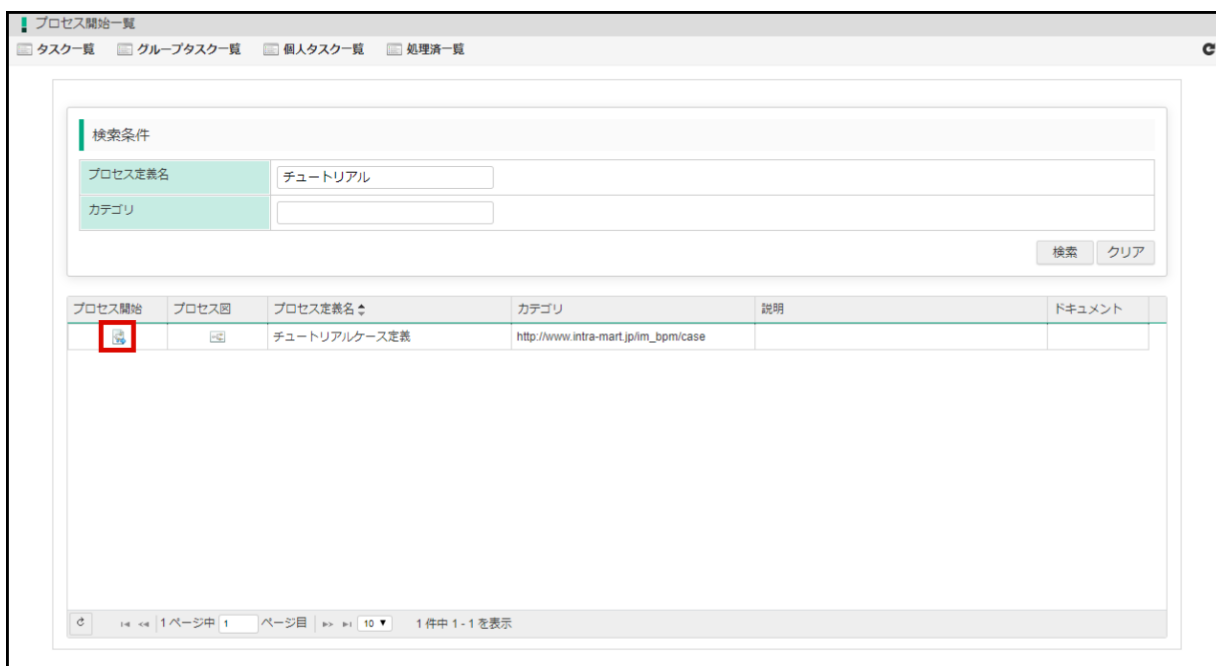 プロセス開始一覧
タスク一覧 グループタスク一覧 個人タスク一覧 処理済一覧
検索条件
プロセス定義名 チュートリアル
カテゴリ
検索 クリア
プロセス開始 プロセス図 プロセス定義名 カテゴリ 説明 ドキュメント
チュートリアルケース定義 http://www.intra-mart.jp/im_bpm/case
1 ページ中 1 ページ目 10 1 件中 1 - 1 を表示